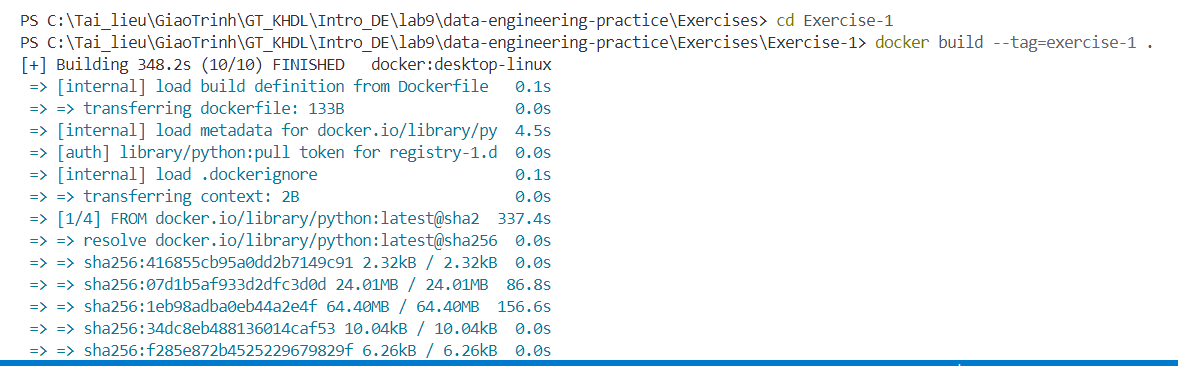 PS C:\Tai_lieu\GiaoTrinh\GT_KHDL\Intro_DE\lab9\data-engineering-practice\Exercises> cd Exercise-1
PS C:\Tai_lieu\GiaoTrinh\GT_KHDL\Intro_DE\lab9\data-engineering-practice\Exercises\Exercise-1> docker build --tag=exercise-1 .
[+] Building 348.2s (10/10) FINISHED   docker:desktop-linux
 => [internal] load build definition from Dockerfile   0.1s
 => => transferring dockerfile: 133B                   0.0s
 => [internal] load metadata for docker.io/library/py  4.5s
 => [auth] library/python:pull token for registry-1.d  0.0s
 => [internal] load .dockerignore                      0.1s
 => => transferring context: 2B                        0.0s
 => [1/4] FROM docker.io/library/python:latest@sha2  337.4s
 => => resolve docker.io/library/python:latest@sha256  0.0s
 => => sha256:416855cb95a0dd2b7149c91 2.32kB / 2.32kB  0.0s
 => => sha256:07d1b5af933d2dfc3d0d 24.01MB / 24.01MB  86.8s
 => => sha256:1eb98adba0eb44a2e4f 64.40MB / 64.40MB  156.6s
 => => sha256:34dc8eb488136014caf53 10.04kB / 10.04kB  0.0s
 => => sha256:f285e872b4525229679829f 6.26kB / 6.26kB  0.0s